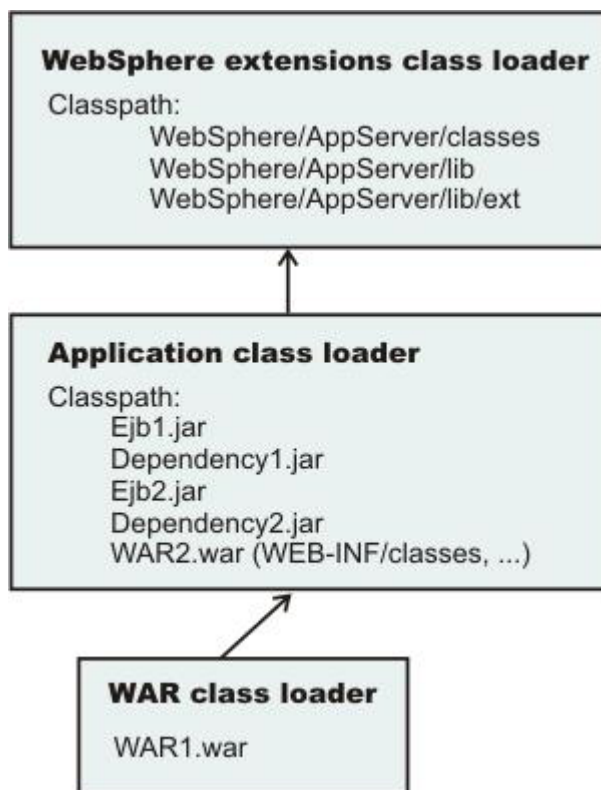 WebSphere extensions class loader
Classpath:
WebSphere/AppServer/classes
WebSphere/AppServer/lib
WebSphere/AppServer/lib/ext
Application class loader
Classpath:
Ejb1.jar
Dependency1.jar
Ejb2.jar
Dependency2.jar
WAR2.war (WEB-INF/classes, ...)
WAR class loader
WAR1.war